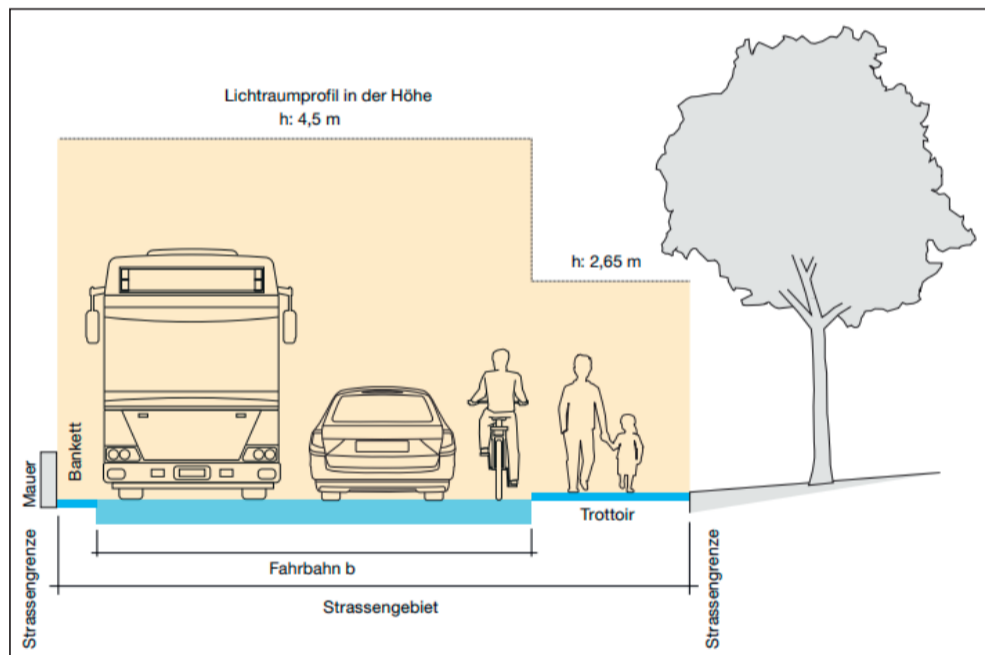 Lichtraumprofil in der Höhe
h: 4,5 m
h: 2,65 m
Mauer
Bankett
Trottoir
Fahrbahn b
Strassengebiet
Strassengrenze
Strassengrenze